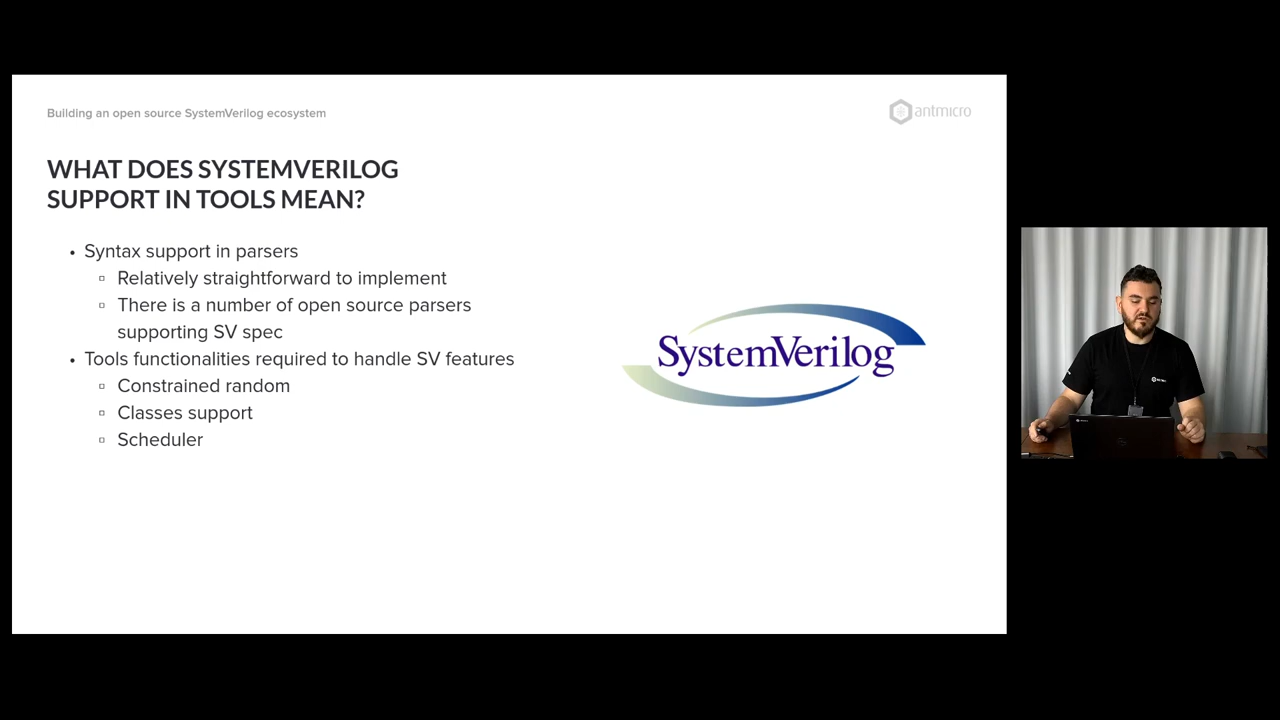 Building an open source SystemVerilog ecosystem
antmicro
WHAT DOES SYSTEMVERILOG
SUPPORT IN TOOLS MEAN?
• Syntax support in parsers
▫ Relatively straightforward to implement
▫ There is a number of open source parsers
supporting SV spec
• Tools functionalities required to handle SV features
▫ Constrained random
▫ Classes support
▫ Scheduler
SystemVerilog